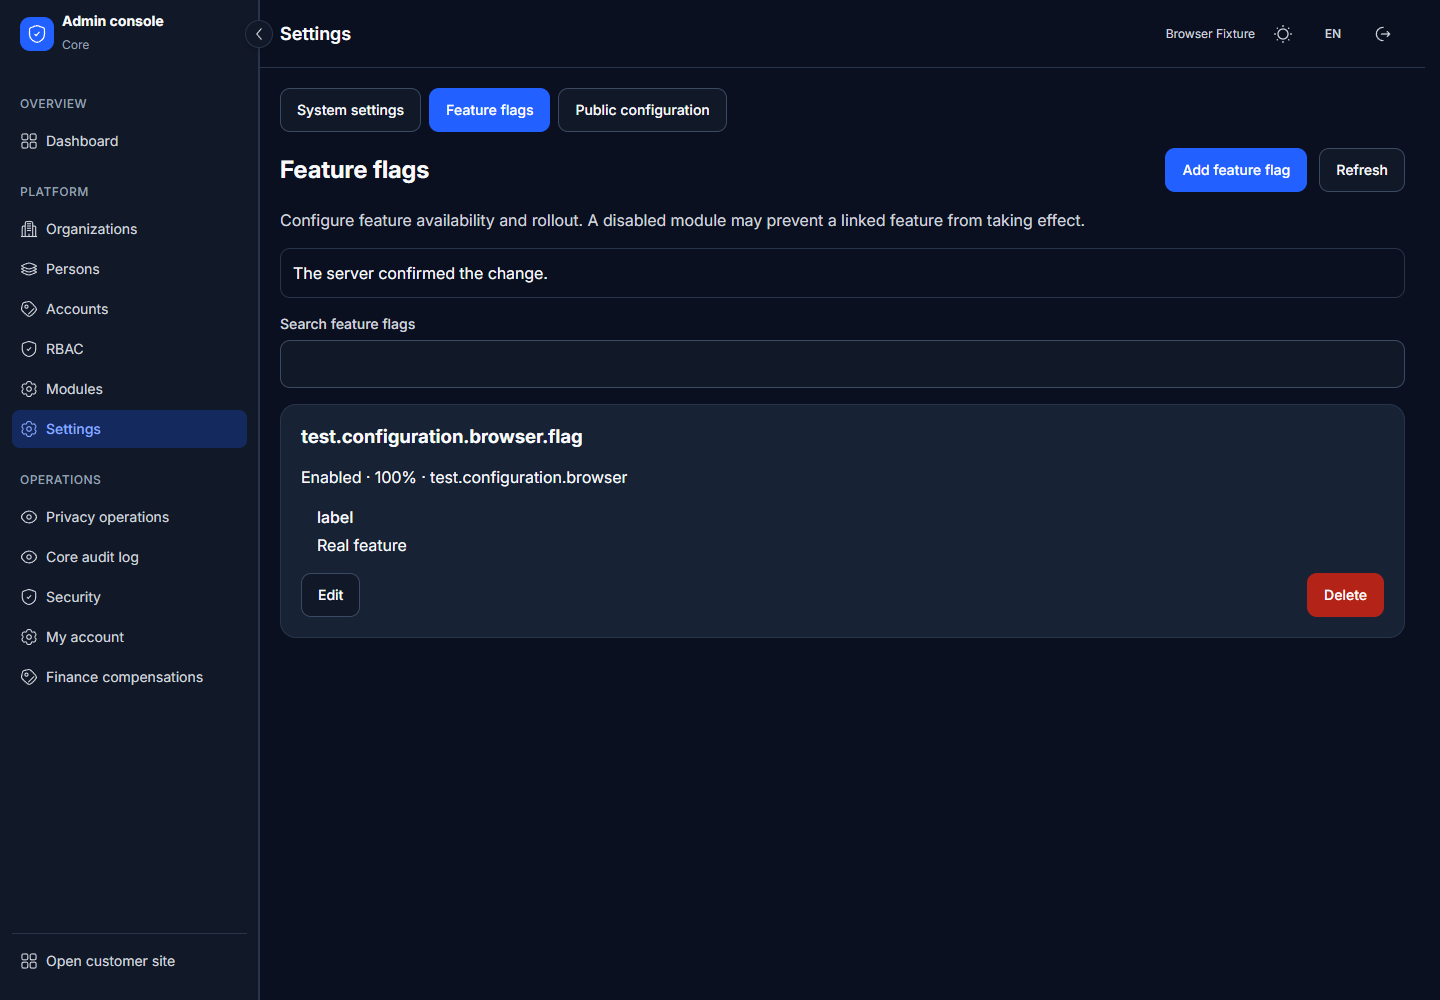 Admin console
Core
OVERVIEW
Dashboard
PLATFORM
Organizations
Persons
Accounts
RBAC
Modules
Settings
OPERATIONS
Privacy operations
Core audit log
Security
My account
Finance compensations
Open customer site
Settings
Browser Fixture
EN
System settings
Feature flags
Public configuration
Feature flags
Add feature flag
Refresh
Configure feature availability and rollout. A disabled module may prevent a linked feature from taking effect.
The server confirmed the change.
Search feature flags
test.configuration.browser.flag
Enabled · 100% · test.configuration.browser
label
Real feature
Edit
Delete